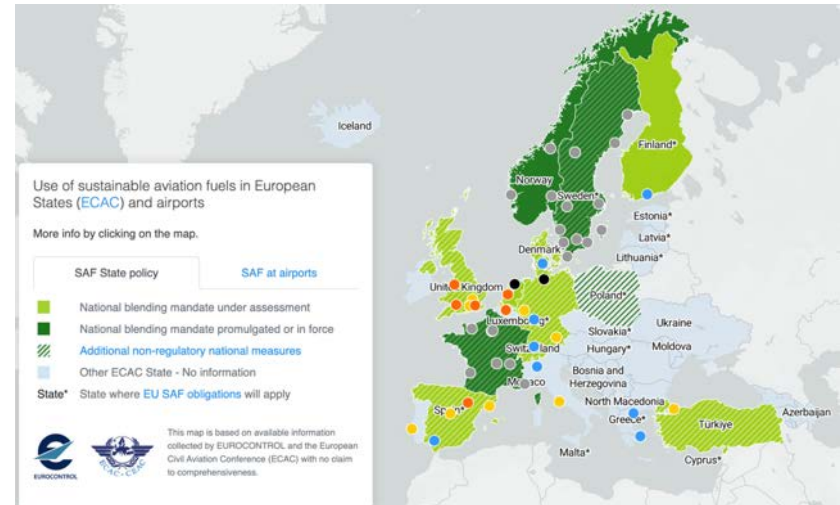 Iceland
Norway
Sweden*
Finland*
Estonia*
Latvia*
Lithuania*
Denmark
United Kingdom
Poland*
Luxembourg*
Slovakia*
Ukraine
Switzerland
Hungary*
Moldova
Monaco
Bosnia and
Herzegovina
North Macedonia
Spain*
Greece*
Türkiye
Azerbaijan
Malta*
Cyprus*
Use of sustainable aviation fuels in European
States (ECAC) and airports
More info by clicking on the map.
SAF State policy
SAF at airports
National blending mandate under assessment
National blending mandate promulgated or in force
Additional non-regulatory national measures
Other ECAC State - No information
State* State where EU SAF obligations will apply
EUROCONTROL
ECAC-CEAC
This map is based on available information
collected by EUROCONTROL and the European
Civil Aviation Conference (ECAC) with no claim
to comprehensiveness.